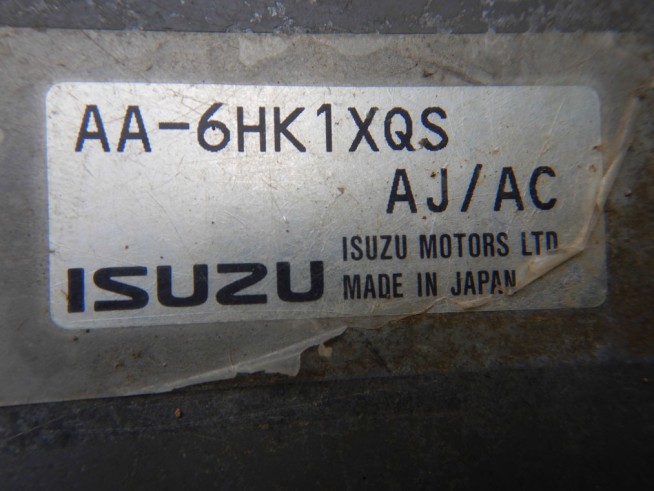 AA-6HK1XQS
AJ/AC
ISUZU MOTORS LTD
ISUZU MADE IN JAPAN